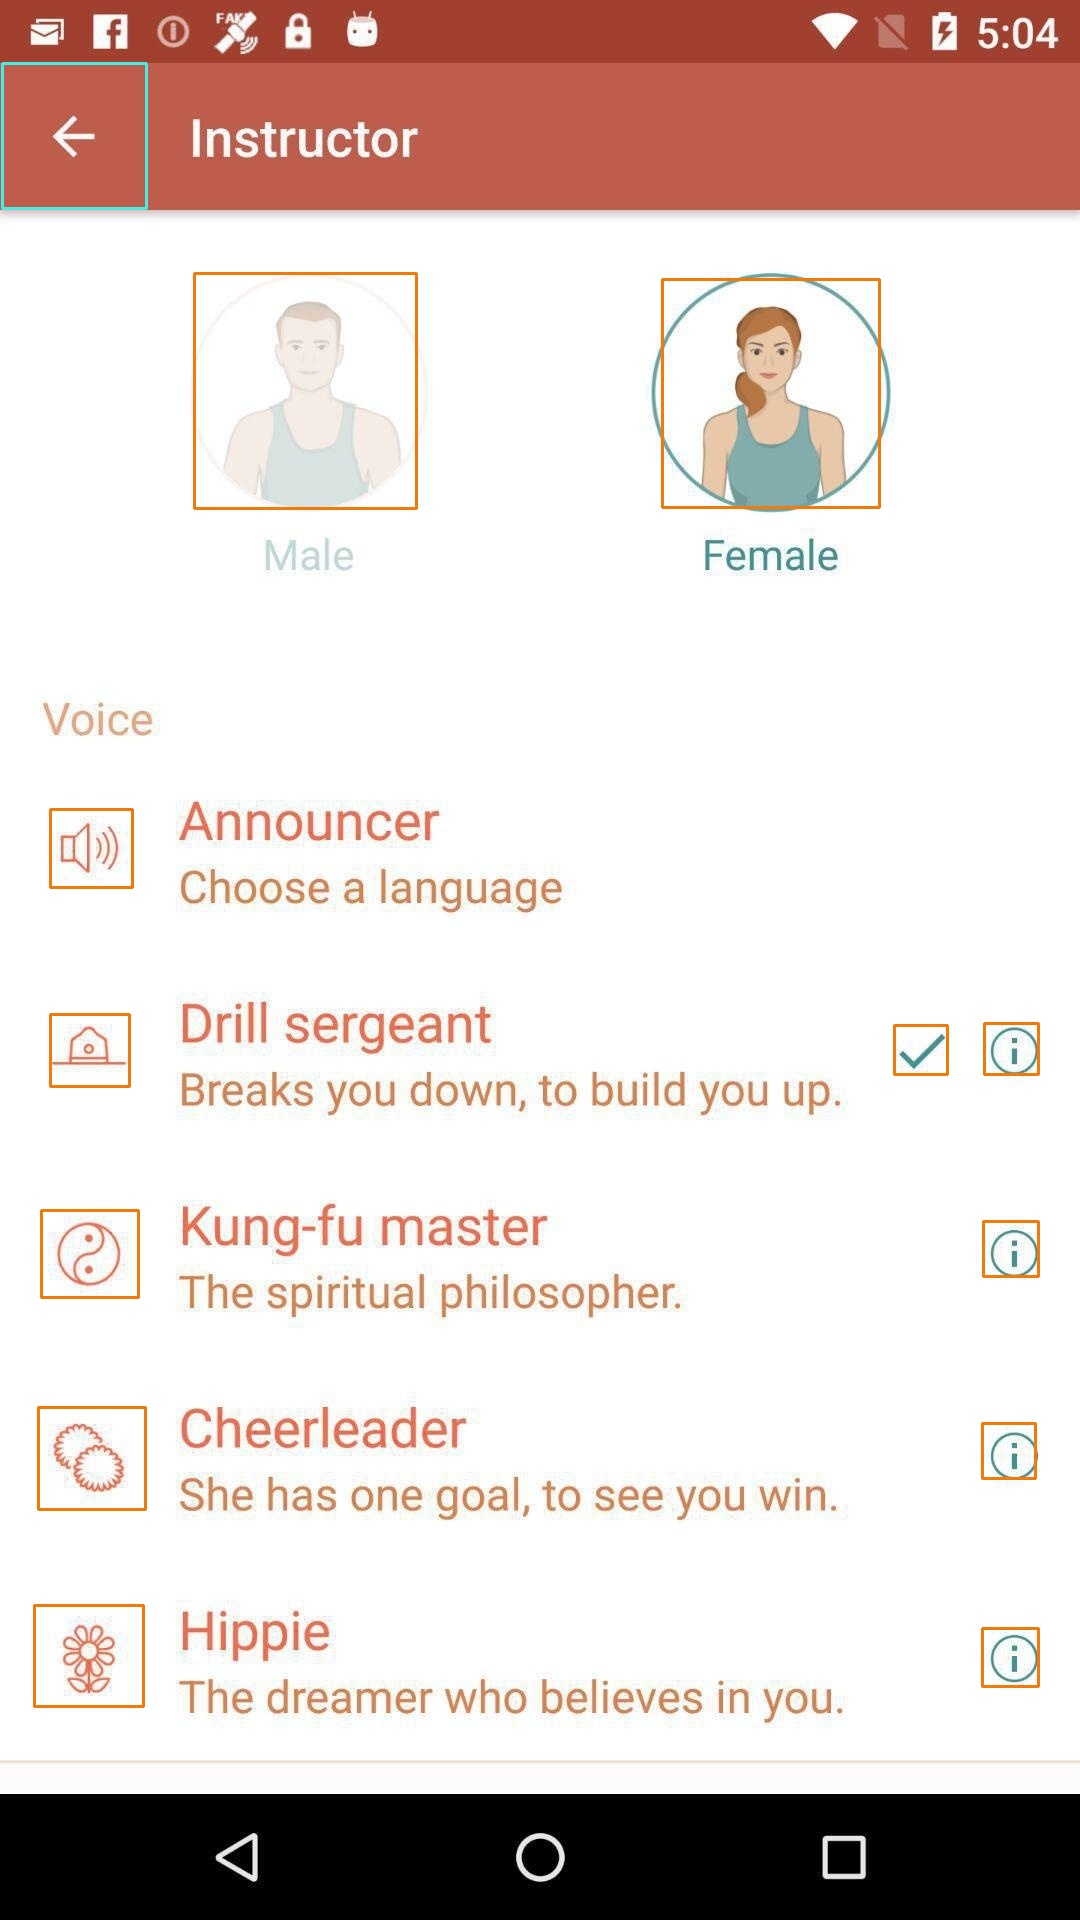 FAKE
5:04
Instructor
Male
Female
Voice
Announcer
Choose a language
Drill sergeant
Breaks you down, to build you up.
Kung-fu master
The spiritual philosopher.
Cheerleader
She has one goal, to see you win.
Hippie
The dreamer who believes in you.